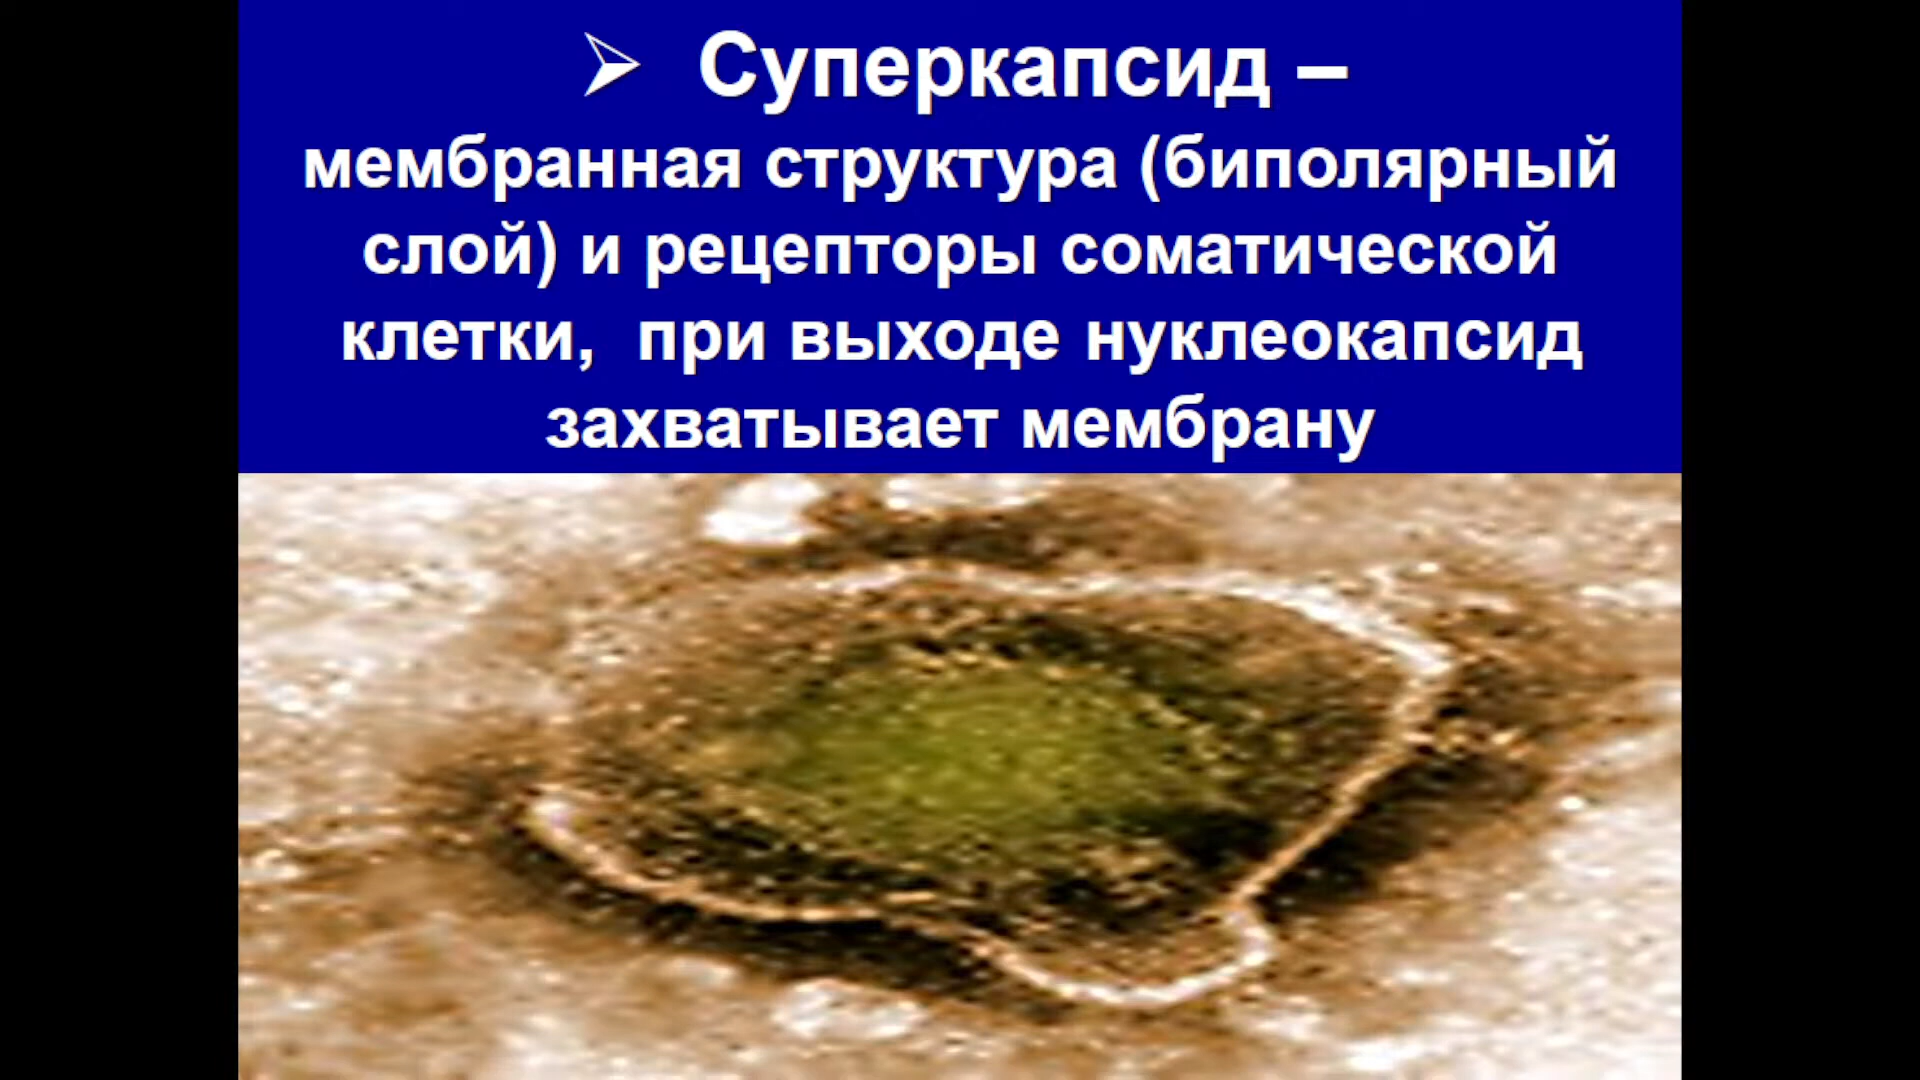 ➢ Суперкапсид –
мембранная структура (биполярный
слой) и рецепторы соматической
клетки, при выходе нуклеокапсид
захватывает мембрану